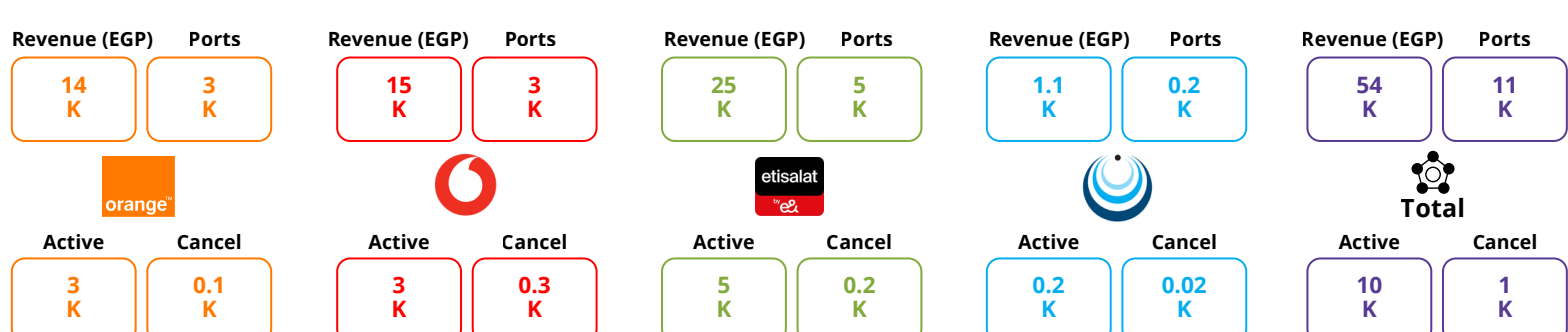 Revenue (EGP) Ports Revenue (EGP) Ports Revenue (EGP) Ports Revenue (EGP) Ports Revenue (EGP) Ports
14 3 15 3 25 5 1.1 0.2 54 11
K K K K K K K K K K
etisalat
by e&
orange™
Total
Active Cancel Active Cancel Active Cancel Active Cancel Active Cancel
3 0.1 3 0.3 5 0.2 0.2 0.02 10 1
K K K K K K K K K K